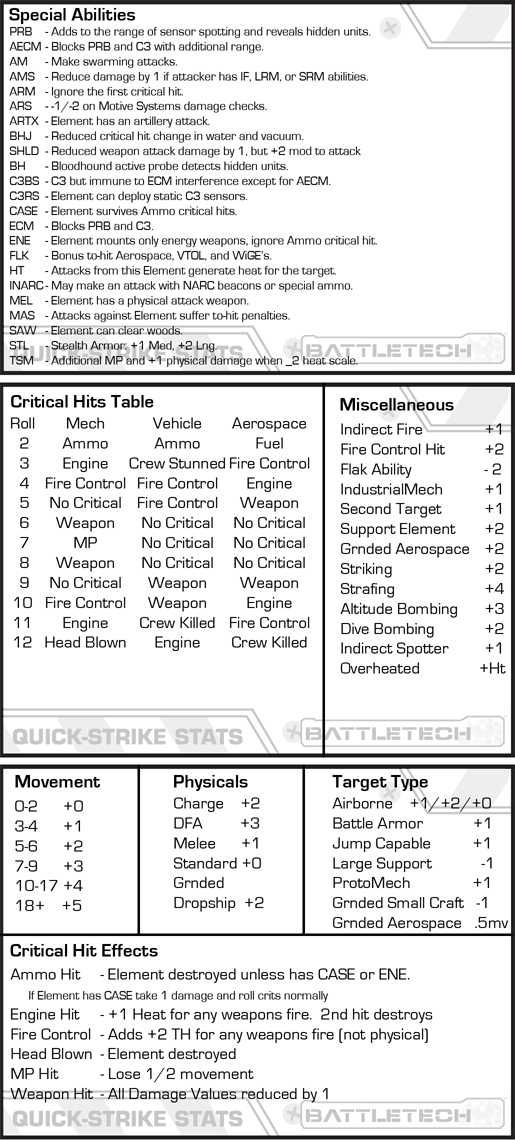 Special Abilities
PRB - Adds to the range of sensor spotting and reveals hidden units.
AECM - Blocks PRB and C3 with additional range.
AM - Make swarming attacks.
AMS - Reduce damage by 1 if attacker has IF, LRM, or SRM abilities.
ARM - Ignore the first critical hit.
ARS - -1/-2 on Motive Systems damage checks.
ARTX - Element has an artillery attack.
BHJ - Reduced critical hit change in water and vacuum.
SHLD - Reduced weapon attack damage by 1, but +2 mod to attack
BH - Bloodhound active probe detects hidden units.
C3BS - C3 but immune to ECM interference except for AECM.
C3RS - Element can deploy static C3 sensors.
CASE - Element survives Ammo critical hits.
ECM - Blocks PRB and C3.
ENE - Element mounts only energy weapons, ignore Ammo critical hit.
FLK - Bonus to-hit Aerospace, VTOL, and WiGE's.
HT - Attacks from this Element generate heat for the target.
INARC - May make an attack with NARC beacons or special ammo.
MEL - Element has a physical attack weapon.
MAS - Attacks against Element suffer to-hit penalties.
SAW - Element can clear woods.
STL - Stealth Armor: +1 Med, +2 Lng.
TSM - Additional MP and +1 physical damage when _2 heat scale.
QUICK-STRIKE STATS BATTLETECH
Critical Hits Table
Roll Mech Vehicle Aerospace
2 Ammo Ammo Fuel
3 Engine Crew Stunned Fire Control
4 Fire Control Fire Control Engine
5 No Critical Fire Control Weapon
6 Weapon No Critical No Critical
7 MP No Critical No Critical
8 Weapon No Critical No Critical
9 No Critical Weapon Weapon
10 Fire Control Weapon Engine
11 Engine Crew Killed Fire Control
12 Head Blown Engine Crew Killed
Miscellaneous
Indirect Fire +1
Fire Control Hit +2
Flak Ability - 2
IndustrialMech +1
Second Target +1
Support Element +2
Grnded Aerospace +2
Striking +2
Strafing +4
Altitude Bombing +3
Dive Bombing +2
Indirect Spotter +1
Overheated +Ht
QUICK-STRIKE STATS BATTLETECH
Movement
0-2 +0
3-4 +1
5-6 +2
7-9 +3
10-17 +4
18+ +5
Physicals
Charge +2
DFA +3
Melee +1
Standard +0
Grnded
Dropship +2
Target Type
Airborne +1/+2/+0
Battle Armor +1
Jump Capable +1
Large Support -1
ProtoMech +1
Grnded Small Craft -1
Grnded Aerospace .5mv
Critical Hit Effects
Ammo Hit - Element destroyed unless has CASE or ENE.
If Element has CASE take 1 damage and roll crits normally
Engine Hit - +1 Heat for any weapons fire. 2nd hit destroys
Fire Control - Adds +2 TH for any weapons fire (not physical)
Head Blown - Element destroyed
MP Hit - Lose 1/2 movement
Weapon Hit - All Damage Values reduced by 1
QUICK-STRIKE STATS BATTLETECH